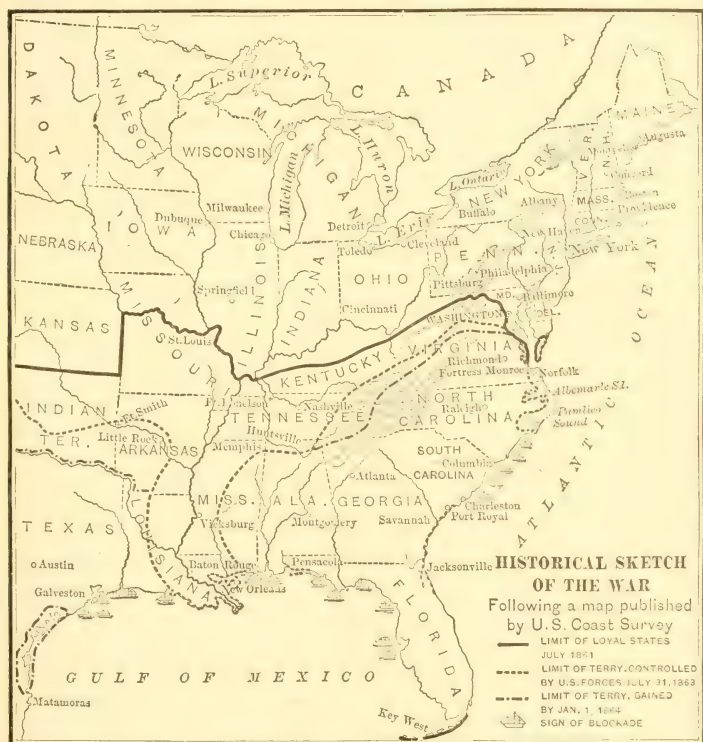 CANADA
DAKOTA
MINNESOTA
L. Superior
WISCONSIN
MICHIGAN
L. Michigan
L. Huron
L. Ontario
L. Erie
NEW YORK
VER.
N.H.
MAINE
Augusta
Concord
MASS.
Boston
Providence
CONN.
New Haven
New York
Albany
Buffalo
Milwaukee
Dubuque
IOWA
Chicago
Detroit
Toledo
Cleveland
NEBRASKA
ILLINOIS
INDIANA
OHIO
PENN.
Pittsburg
Philadelphia
N.J.
MD.
Baltimore
DEL.
WASHINGTON
Springfield
Cincinnati
KANSAS
MISSOURI
St. Louis
KENTUCKY
VIRGINIA
Richmond
Fortress Monroe
Norfolk
Albemarle Sd.
Pamlico
Sound
INDIAN
TER.
Ft. Smith
Little Rock
ARKANSAS
Ft. Donelson
Nashville
TENNESSEE
Memphis
Huntsville
NORTH
CAROLINA
Raleigh
SOUTH
CAROLINA
Columbia
Charleston
Port Royal
Atlanta
MISS.
ALA.
GEORGIA
Savannah
Vicksburg
Montgomery
TEXAS
Austin
LOUISIANA
Baton Rouge
New Orleans
Pensacola
Jacksonville
Galveston
FLORIDA
ATLANTIC
OCEAN
GULF OF MEXICO
Matamoras
Key West
HISTORICAL SKETCH
OF THE WAR
Following a map published
by U.S. Coast Survey
LIMIT OF LOYAL STATES
JULY 1861
LIMIT OF TERRY. CONTROLLED
BY U.S. FORCES JULY 31, 1863
LIMIT OF TERRY. GAINED
BY JAN. 1, 1864
SIGN OF BLOCKADE